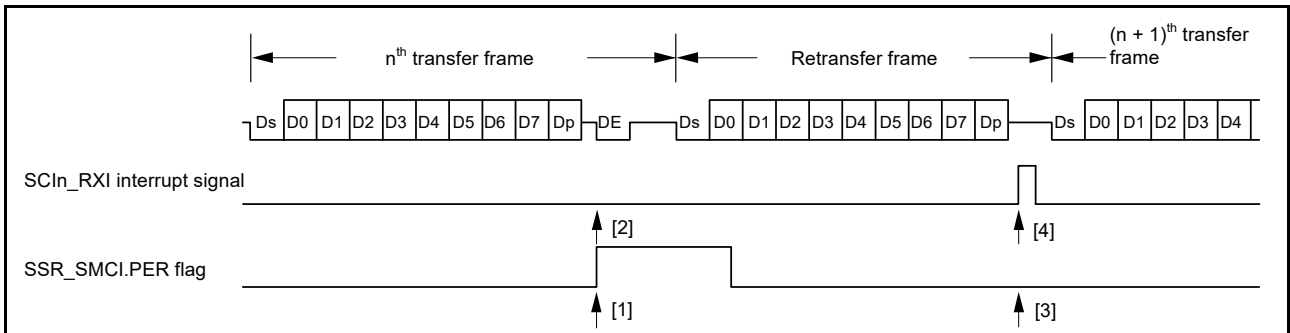 nth transfer frame
Retransfer frame
(n + 1)th transfer
frame
Ds D0 D1 D2 D3 D4 D5 D6 D7 Dp DE Ds D0 D1 D2 D3 D4 D5 D6 D7 Dp Ds D0 D1 D2 D3 D4
SCIn_RXI interrupt signal
[2] [4]
SSR_SMCI.PER flag
[1] [3]